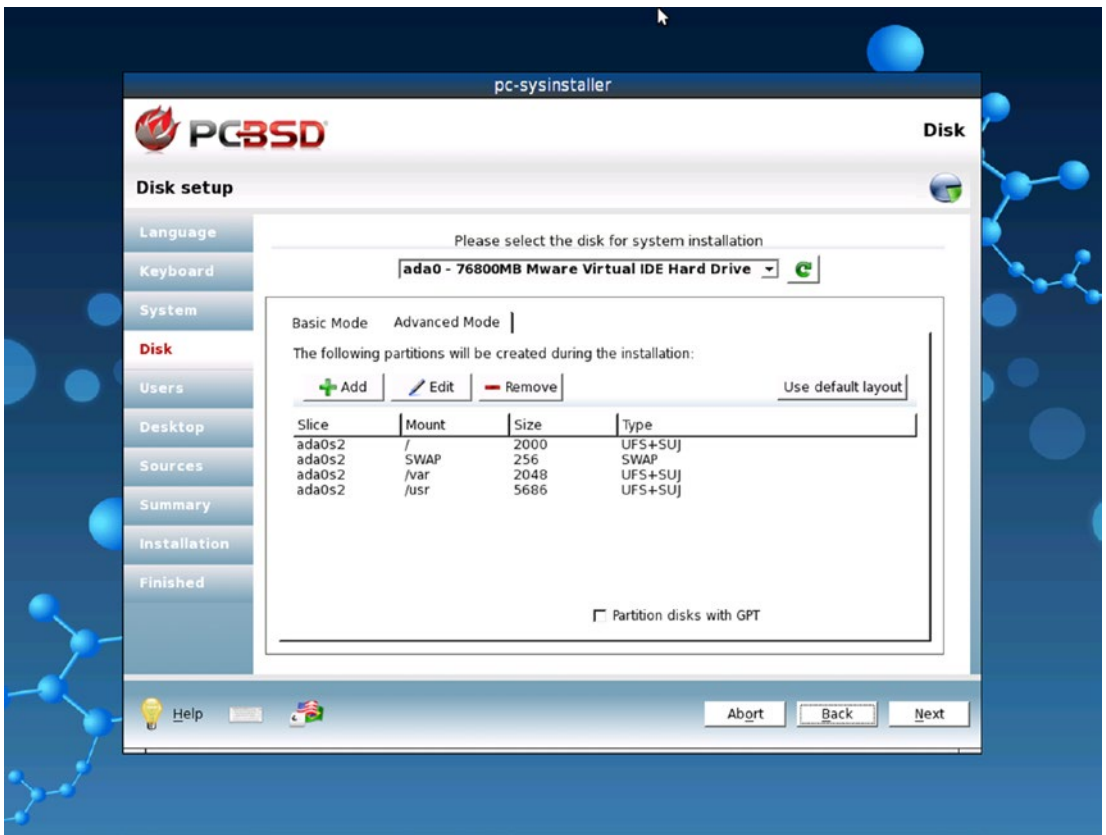 pc-sysinstaller
PCBSD
Disk
Disk setup
Language
Keyboard
System
Disk
Users
Desktop
Sources
Summary
Installation
Finished
Please select the disk for system installation
ada0 - 76800MB Mware Virtual IDE Hard Drive
Basic Mode Advanced Mode
The following partitions will be created during the installation:
Add Edit Remove Use default layout
Slice Mount Size Type
ada0s2 / 2000 UFS+SUJ
ada0s2 SWAP 256 SWAP
ada0s2 /var 2048 UFS+SUJ
ada0s2 /usr 5686 UFS+SUJ
Partition disks with GPT
Help Abort Back Next